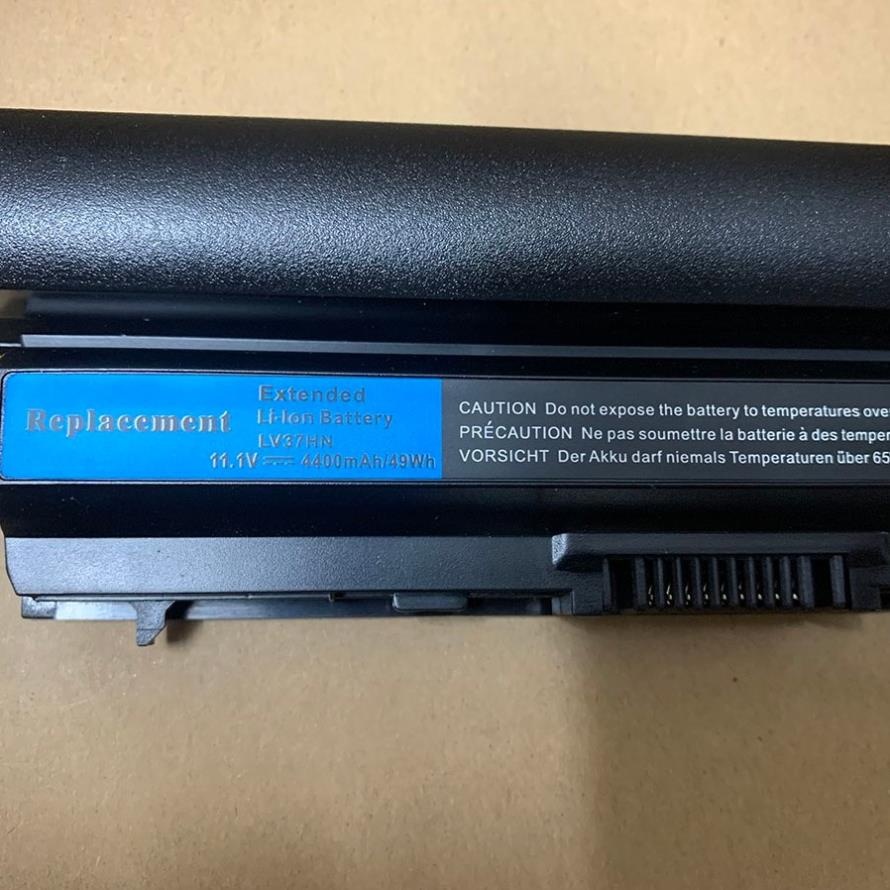 Replacement
Extended
Li-Ion Battery
LV37HN
11.1V ⎓ 4400mAh/49Wh
CAUTION Do not expose the battery to temperatures over
PRÉCAUTION Ne pas soumettre la batterie à des temper
VORSICHT Der Akku darf niemals Temperaturen über 65